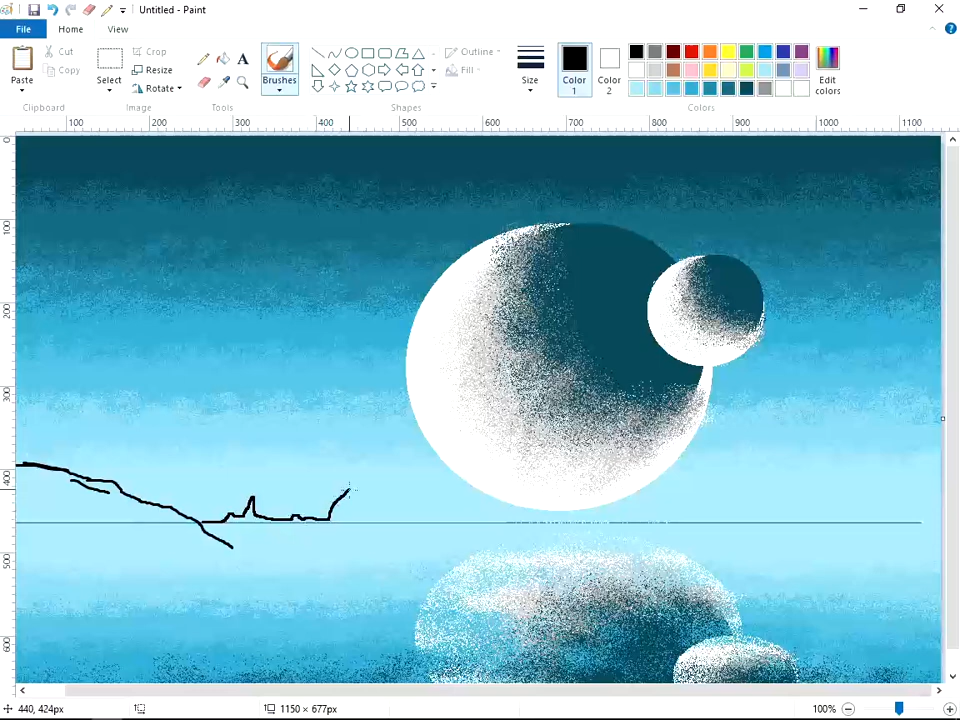 Untitled - Paint
File Home View
Paste Cut Copy
Select Crop Resize Rotate
Brushes
Outline Fill
Size Color 1 Color 2 Edit colors
Clipboard Image Tools Shapes Colors
100 200 300 400 500 600 700 800 900 1000 1100
0
100
200
300
400
500
600
440, 424px 1150 × 677px 100%